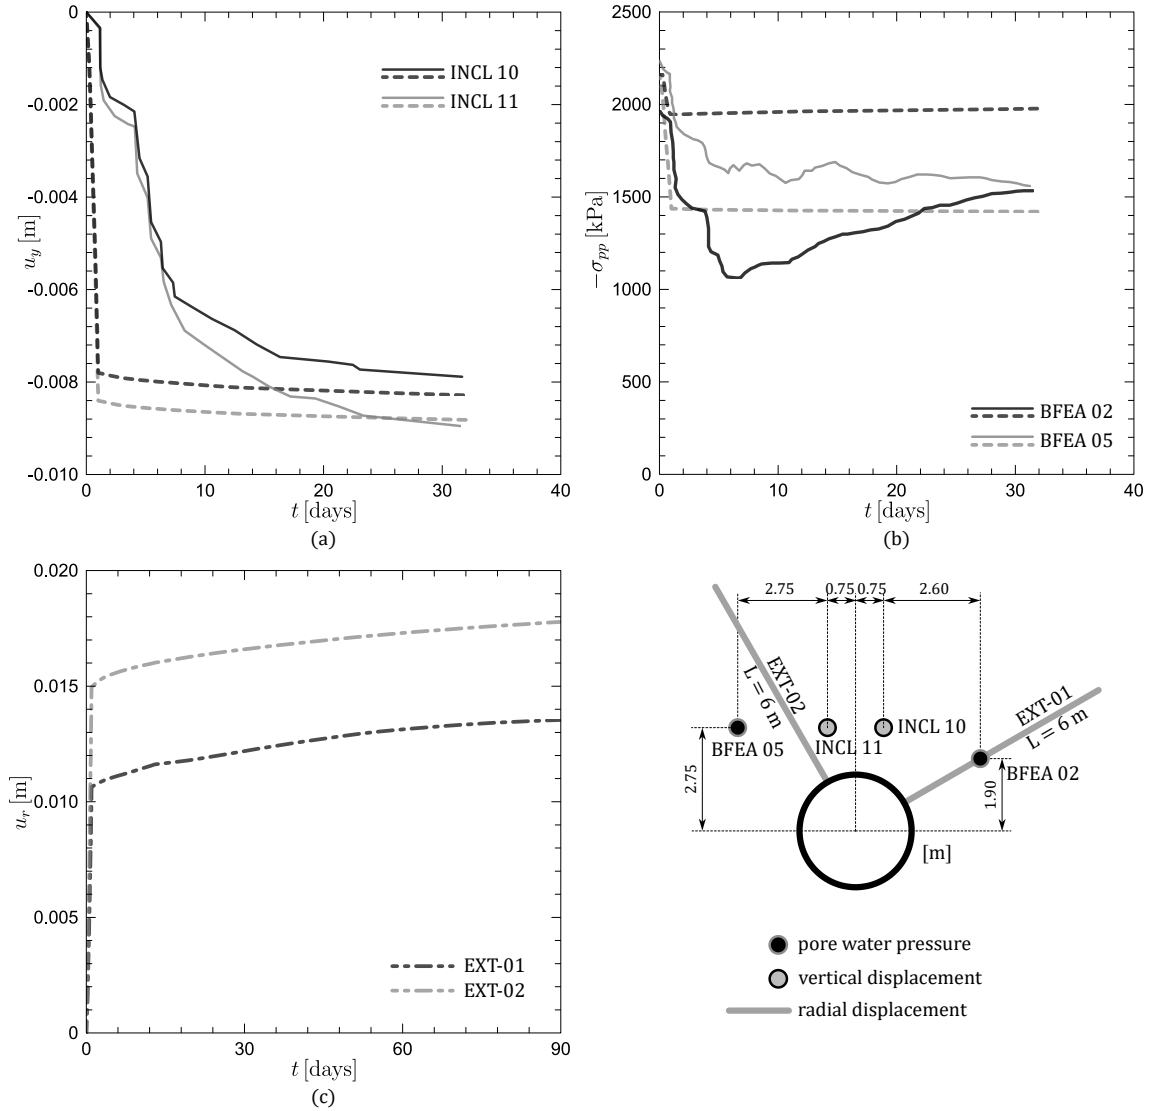 0
-0.002
-0.004
-0.006
-0.008
-0.010
u_y [m]
INCL 10
INCL 11
0 10 20 30 40
t [days]
(a)
2500
2000
1500
1000
500
0
−σ_pp [kPa]
BFEA 02
BFEA 05
0 10 20 30 40
t [days]
(b)
0.020
0.015
0.010
0.005
0
u_r [m]
EXT-01
EXT-02
0 30 60 90
t [days]
(c)
2.75 0.75 0.75 2.60
EXT-02
L = 6 m
EXT-01
L = 6 m
BFEA 05
INCL 11
INCL 10
BFEA 02
2.75
1.90
[m]
pore water pressure
vertical displacement
radial displacement